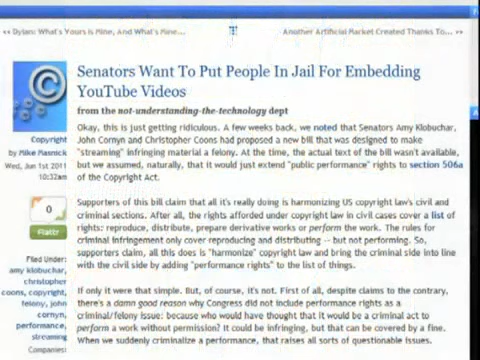 << Dylan: What's Yours Is Mine, And What's Mine...
Another Artificial Market Created Thanks To... >>
©
Senators Want To Put People In Jail For Embedding
YouTube Videos
from the not-understanding-the-technology dept
Copyright
by Mike Masnick
Wed, Jun 1st 2011
10:32am
0
Flattr
Filed Under:
amy klobuchar,
christopher
coons, copyright,
felony, john
cornyn,
performance,
streaming
Companies:
Okay, this is just getting ridiculous. A few weeks back, we noted that Senators Amy Klobuchar,
John Cornyn and Christopher Coons had proposed a new bill that was designed to make
"streaming" infringing material a felony. At the time, the actual text of the bill wasn't available,
but we assumed, naturally, that it would just extend "public performance" rights to section 506a
of the Copyright Act.
Supporters of this bill claim that all it's really doing is harmonizing US copyright law's civil and
criminal sections. After all, the rights afforded under copyright law in civil cases cover a list of
rights: reproduce, distribute, prepare derivative works or perform the work. The rules for
criminal infringement only cover reproducing and distributing -- but not performing. So,
supporters claim, all this does is "harmonize" copyright law and bring the criminal side into line
with the civil side by adding "performance rights" to the list of things.
If only it were that simple. But, of course, it's not. First of all, despite claims to the contrary,
there's a damn good reason why Congress did not include performance rights as a
criminal/felony issue: because who would have thought that it would be a criminal act to
perform a work without permission? It could be infringing, but that can be covered by a fine.
When we suddenly criminalize a performance, that raises all sorts of questionable issues.